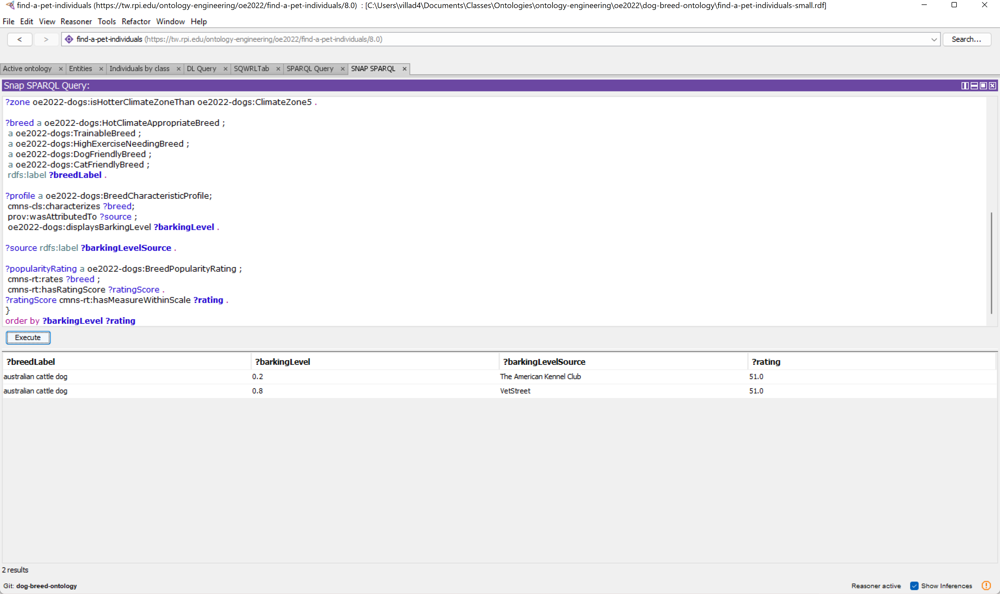 find-a-pet-individuals (https://tw.rpi.edu/ontology-engineering/oe2022/find-a-pet-individuals/8.0)  : [C:\Users\villad4\Documents\Classes\Ontologies\ontology-engineering\oe2022\dog-breed-ontology\find-a-pet-individuals-small.rdf]
File Edit View Reasoner Tools Refactor Window Help
< > find-a-pet-individuals (https://tw.rpi.edu/ontology-engineering/oe2022/find-a-pet-individuals/8.0) Search...
Active ontology × Entities × Individuals by class × DL Query × SQWRLTab × SPARQL Query × SNAP SPARQL ×
Snap SPARQL Query:
?zone oe2022-dogs:isHotterClimateZoneThan oe2022-dogs:ClimateZone5 .
?breed a oe2022-dogs:HotClimateAppropriateBreed ;
a oe2022-dogs:TrainableBreed ;
a oe2022-dogs:HighExerciseNeedingBreed ;
a oe2022-dogs:DogFriendlyBreed ;
a oe2022-dogs:CatFriendlyBreed ;
rdfs:label ?breedLabel .
?profile a oe2022-dogs:BreedCharacteristicProfile;
cmns-cls:characterizes ?breed;
prov:wasAttributedTo ?source ;
oe2022-dogs:displaysBarkingLevel ?barkingLevel .
?source rdfs:label ?barkingLevelSource .
?popularityRating a oe2022-dogs:BreedPopularityRating ;
cmns-rt:rates ?breed ;
cmns-rt:hasRatingScore ?ratingScore .
?ratingScore cmns-rt:hasMeasureWithinScale ?rating .
}
order by ?barkingLevel ?rating
Execute
?breedLabel ?barkingLevel ?barkingLevelSource ?rating
australian cattle dog 0.2 The American Kennel Club 51.0
australian cattle dog 0.8 VetStreet 51.0
2 results
Git: dog-breed-ontology Reasoner active Show Inferences